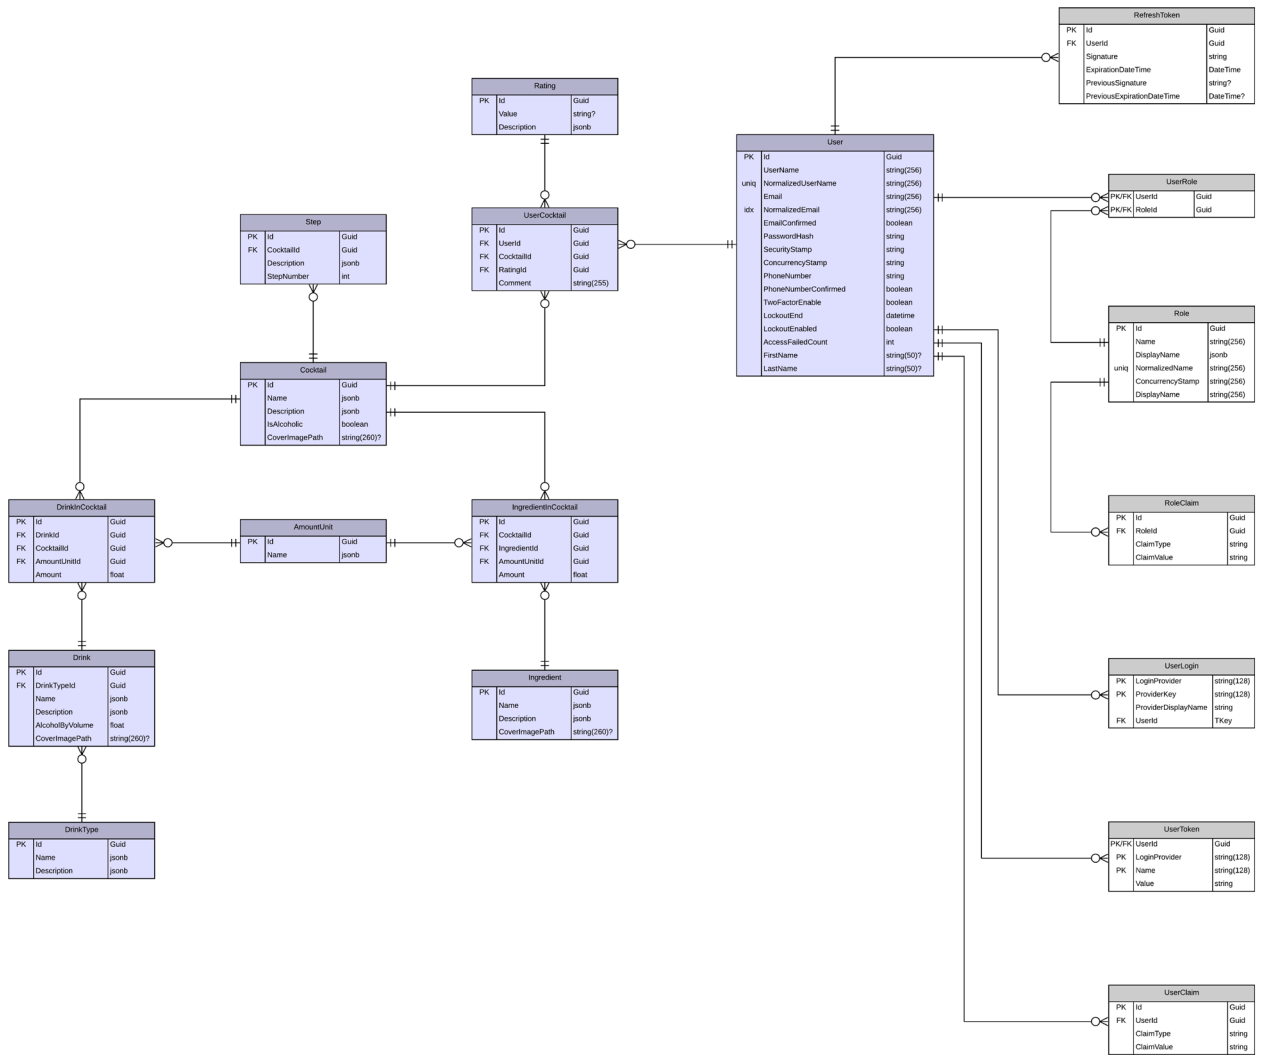 RefreshToken
PK Id Guid
FK UserId Guid
Signature string
ExpirationDateTime DateTime
PreviousSignature string?
PreviousExpirationDateTime DateTime?
Rating
PK Id Guid
Value string?
Description jsonb
User
PK Id Guid
UserName string(256)
uniq NormalizedUserName string(256)
Email string(256)
idx NormalizedEmail string(256)
EmailConfirmed boolean
PasswordHash string
SecurityStamp string
ConcurrencyStamp string
PhoneNumber string
PhoneNumberConfirmed boolean
TwoFactorEnable boolean
LockoutEnd datetime
LockoutEnabled boolean
AccessFailedCount int
FirstName string(50)?
LastName string(50)?
UserRole
PK/FK UserId Guid
PK/FK RoleId Guid
UserCocktail
PK Id Guid
FK UserId Guid
FK CocktailId Guid
FK RatingId Guid
Comment string(255)
Step
PK Id Guid
FK CocktailId Guid
Description jsonb
StepNumber int
Role
PK Id Guid
Name string(256)
DisplayName jsonb
uniq NormalizedName string(256)
ConcurrencyStamp string(256)
DisplayName string(256)
Cocktail
PK Id Guid
Name jsonb
Description jsonb
IsAlcoholic boolean
CoverImagePath string(260)?
DrinkInCocktail
PK Id Guid
FK DrinkId Guid
FK CocktailId Guid
FK AmountUnitId Guid
Amount float
AmountUnit
PK Id Guid
Name jsonb
IngredientInCocktail
PK Id Guid
FK CocktailId Guid
FK IngredientId Guid
FK AmountUnitId Guid
Amount float
RoleClaim
PK Id Guid
FK RoleId Guid
ClaimType string
ClaimValue string
Drink
PK Id Guid
FK DrinkTypeId Guid
Name jsonb
Description jsonb
AlcoholByVolume float
CoverImagePath string(260)?
Ingredient
PK Id Guid
Name jsonb
Description jsonb
CoverImagePath string(260)?
UserLogin
PK LoginProvider string(128)
PK ProviderKey string(128)
ProviderDisplayName string
FK UserId TKey
DrinkType
PK Id Guid
Name jsonb
Description jsonb
UserToken
PK/FK UserId Guid
PK LoginProvider string(128)
PK Name string(128)
Value string
UserClaim
PK Id Guid
FK UserId Guid
ClaimType string
ClaimValue string